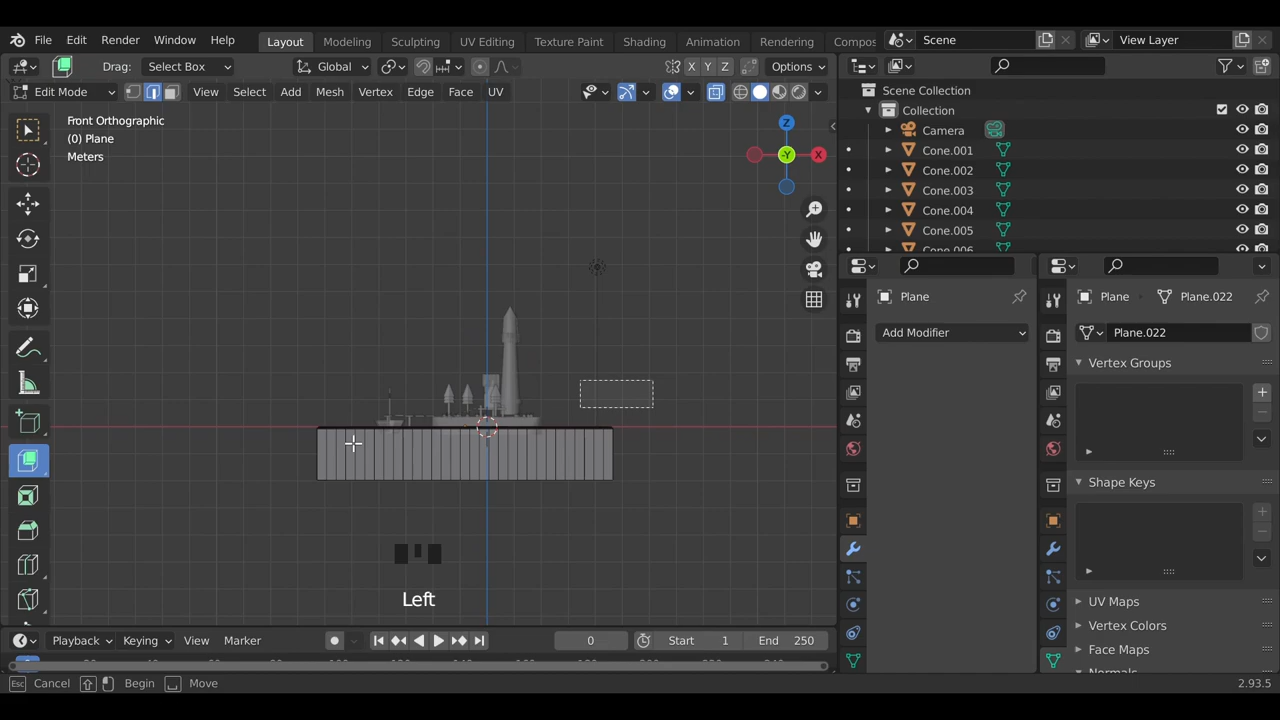 File Edit Render Window Help Layout Modeling Sculpting UV Editing Texture Paint Shading Animation Rendering Compos Scene View Layer
Drag: Select Box Global X Y Z Options
Edit Mode View Select Add Mesh Vertex Edge Face UV
Scene Collection
Collection
Camera
Cone.001
Cone.002
Cone.003
Cone.004
Cone.005
Cone.006
Front Orthographic
(0) Plane
Meters
Z
-Y
X
Plane
Add Modifier
Plane Plane.022
Plane.022
Vertex Groups
Shape Keys
UV Maps
Vertex Colors
Face Maps
Normals
Left
Playback Keying View Marker 0 Start 1 End 250
Esc Cancel Begin Move 2.93.5